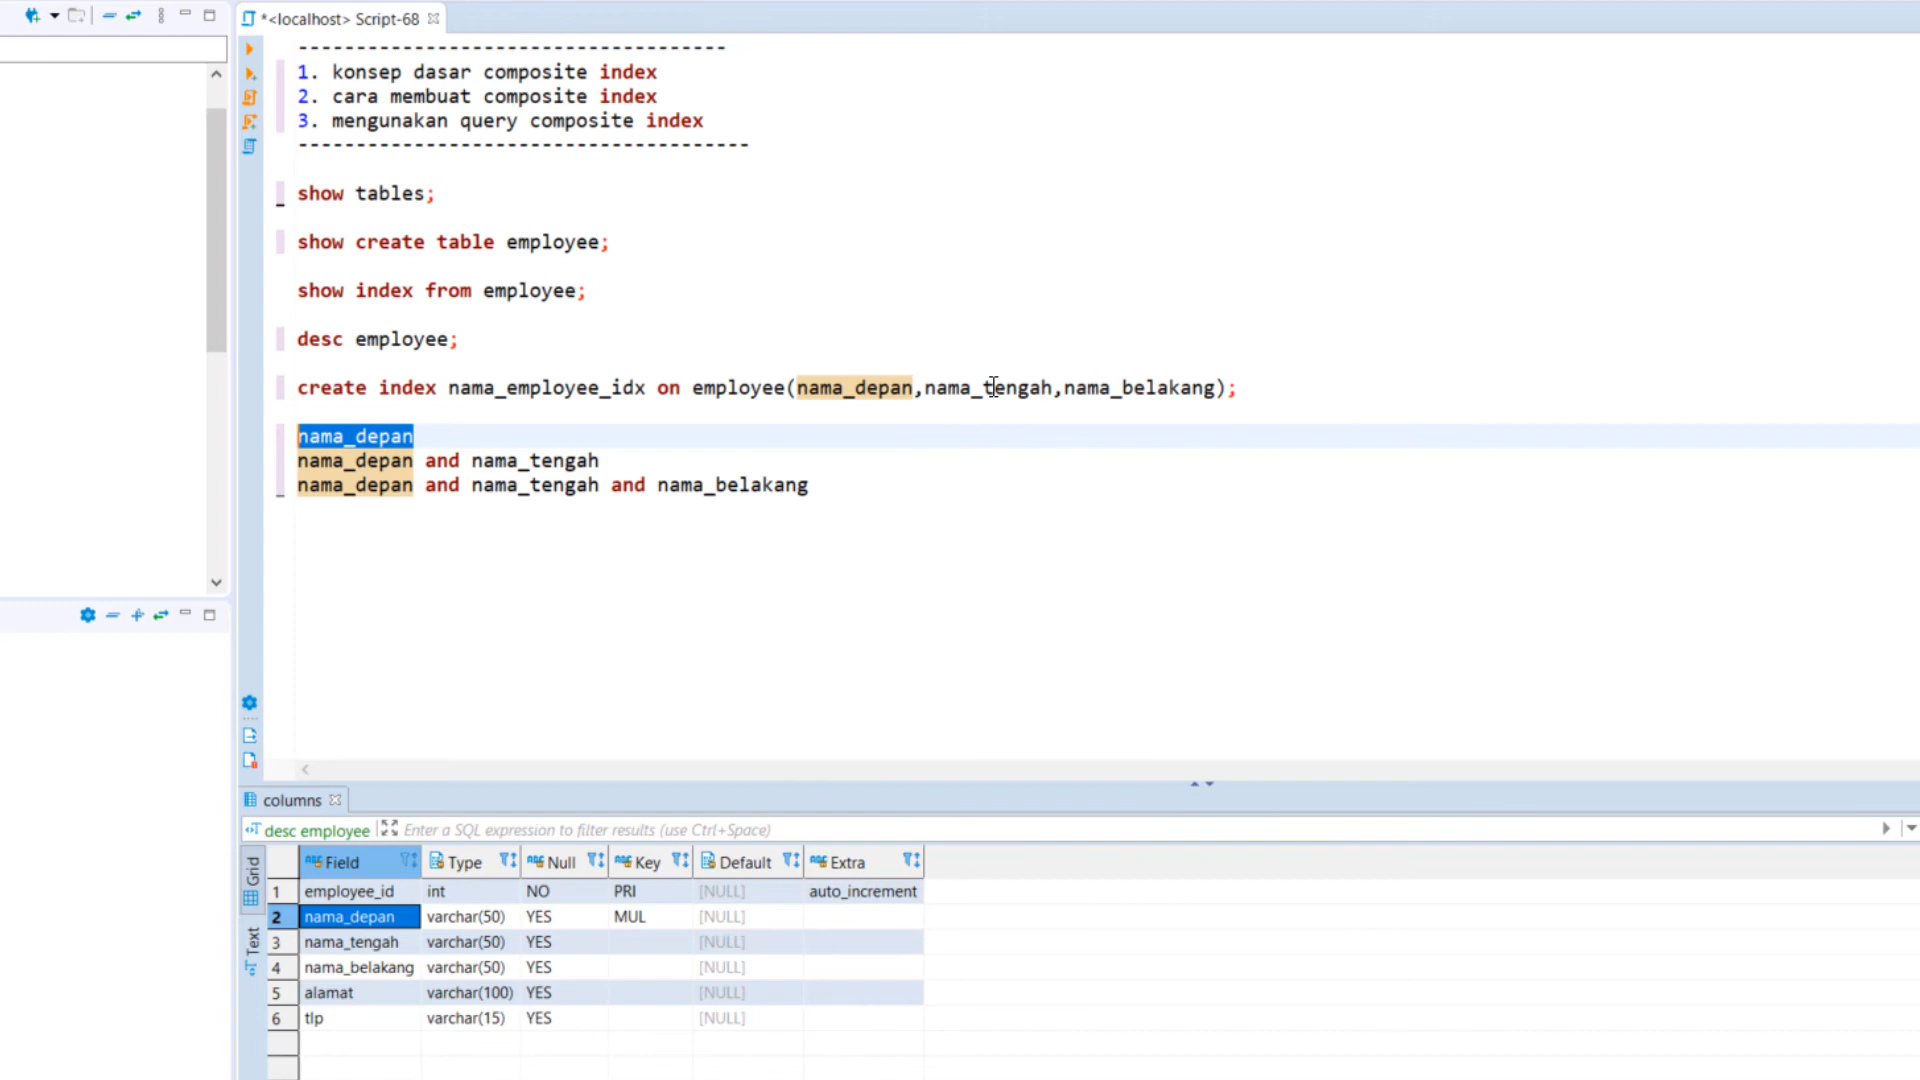 *<localhost> Script-68
-------------------------------------
1. konsep dasar composite index
2. cara membuat composite index
3. mengunakan query composite index
---------------------------------------
show tables;
show create table employee;
show index from employee;
desc employee;
create index nama_employee_idx on employee(nama_depan,nama_tengah,nama_belakang);
nama_depan
nama_depan and nama_tengah
nama_depan and nama_tengah and nama_belakang
columns
desc employee Enter a SQL expression to filter results (use Ctrl+Space)
Grid
Text
Field Type Null Key Default Extra
1 employee_id int NO PRI [NULL] auto_increment
2 nama_depan varchar(50) YES MUL [NULL]
3 nama_tengah varchar(50) YES [NULL]
4 nama_belakang varchar(50) YES [NULL]
5 alamat varchar(100) YES [NULL]
6 tlp varchar(15) YES [NULL]